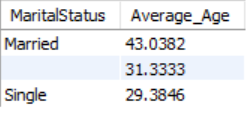 MaritalStatus Average_Age
Married 43.0382
31.3333
Single 29.3846